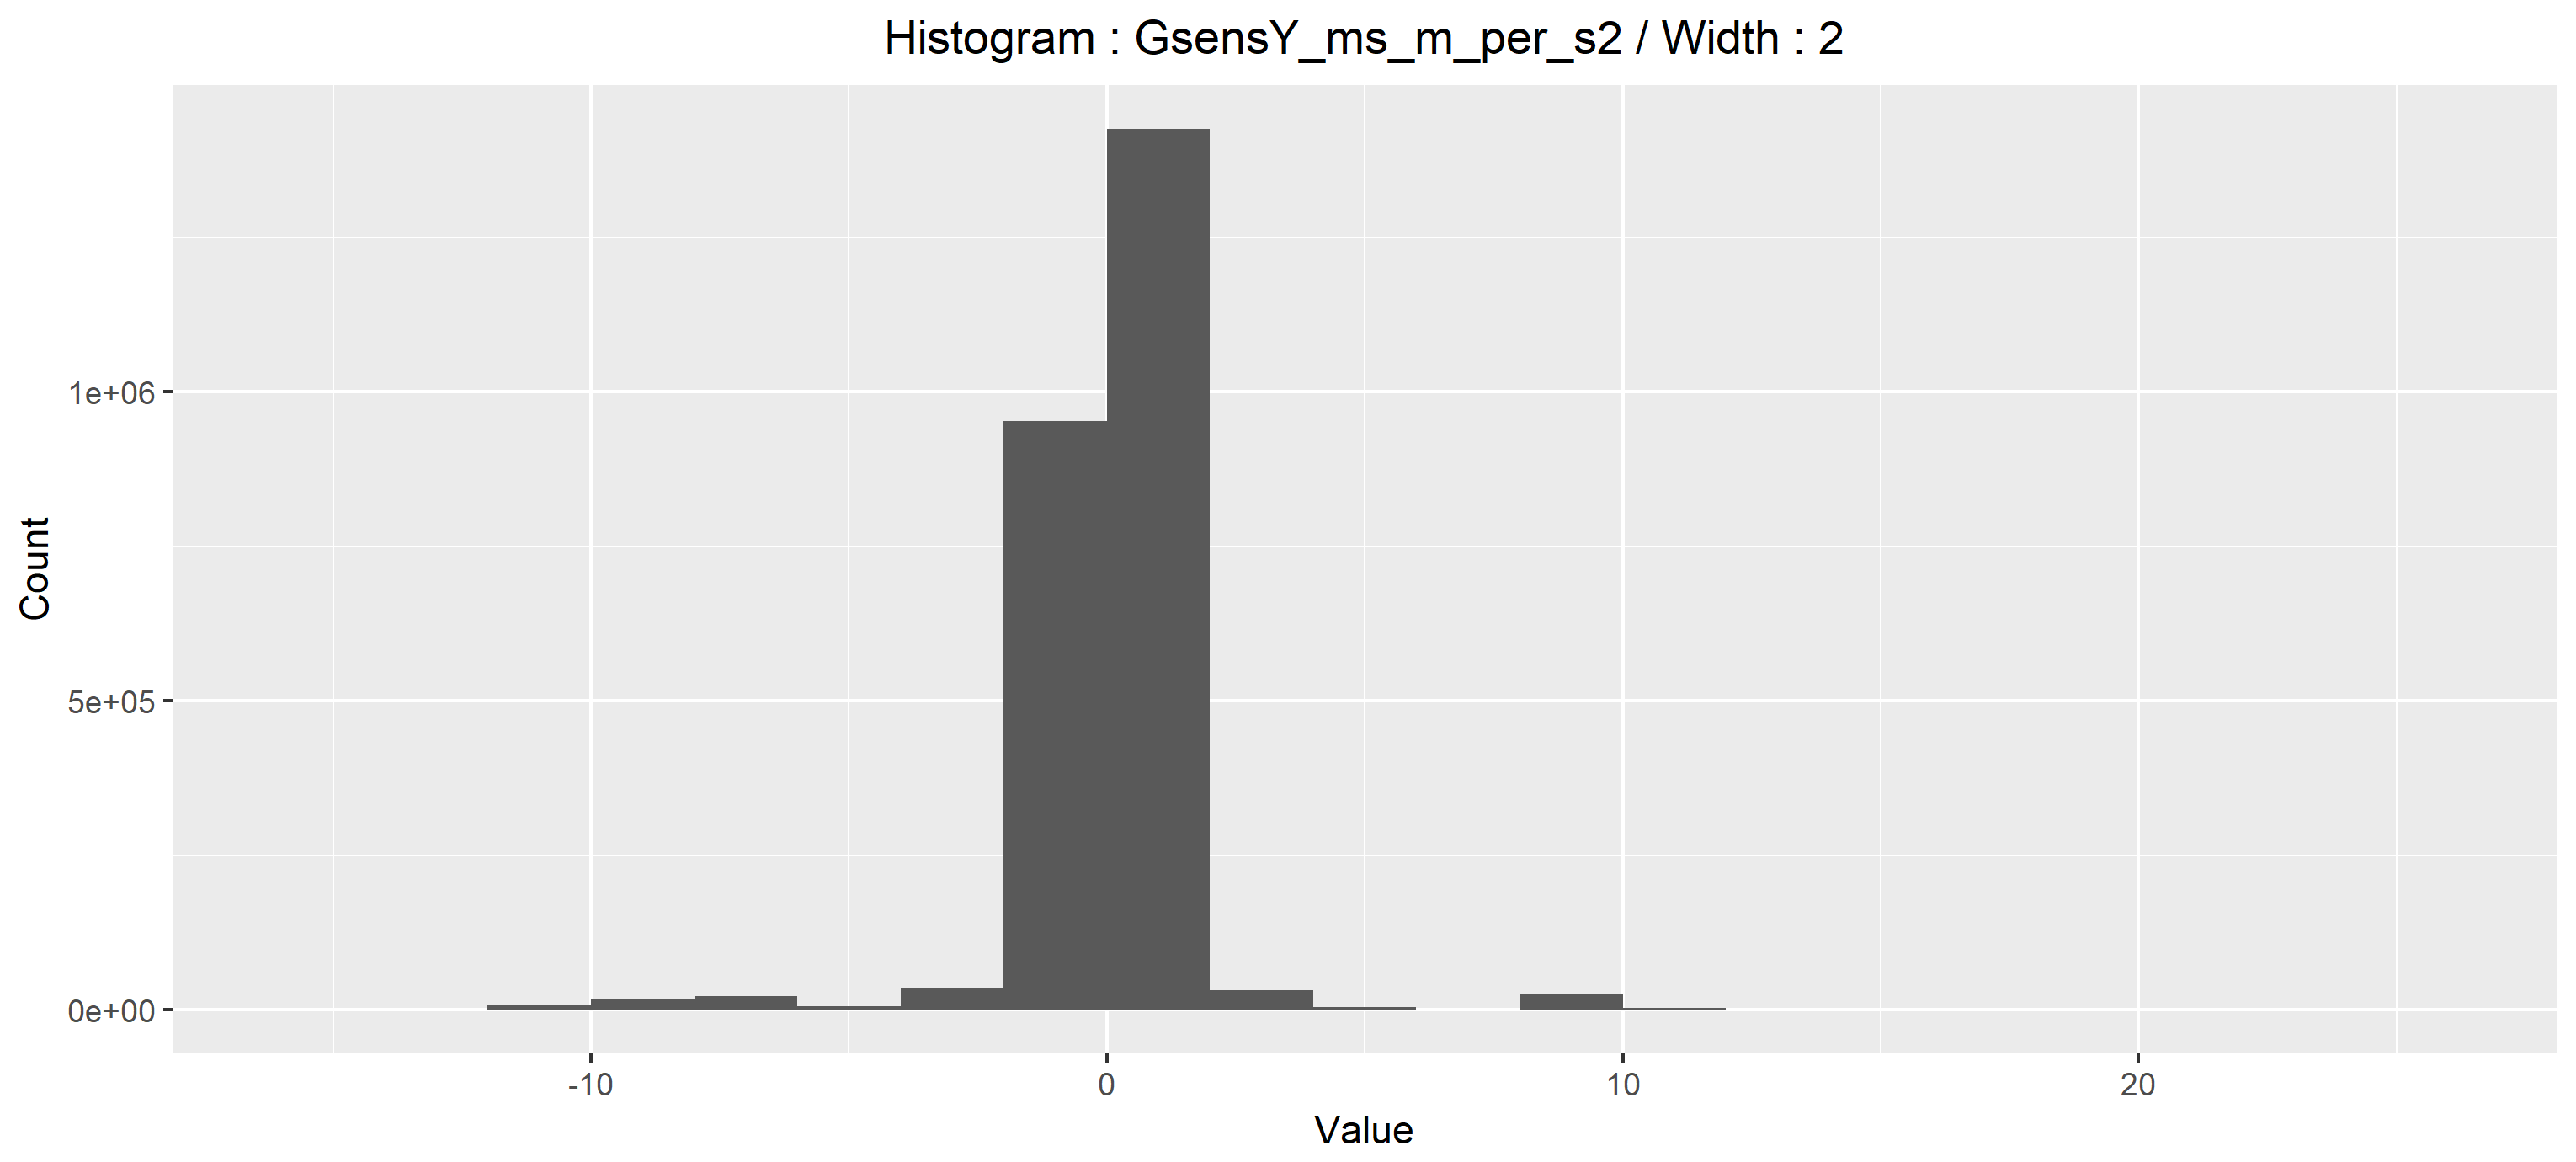 Histogram : GsensY_ms_m_per_s2 / Width : 2
Count
1e+06
5e+05
0e+00
-10 0 10 20
Value